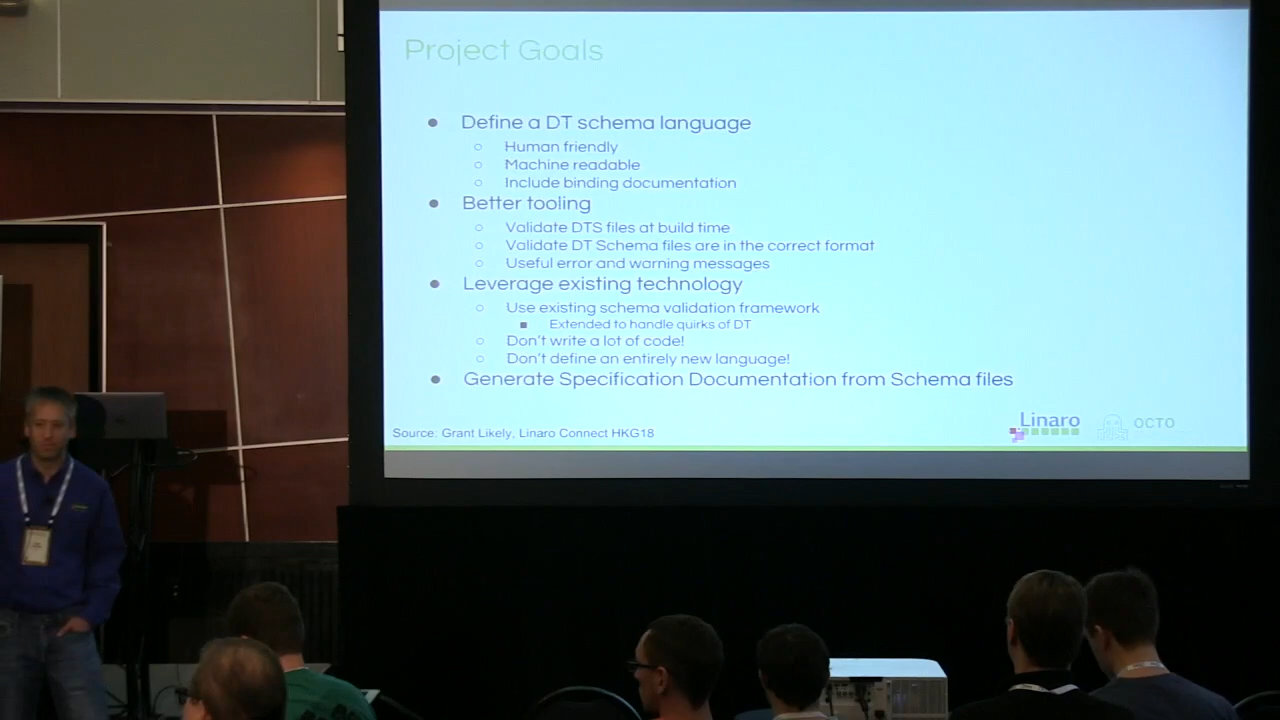 Project Goals
● Define a DT schema language
○ Human friendly
○ Machine readable
○ Include binding documentation
● Better tooling
○ Validate DTS files at build time
○ Validate DT Schema files are in the correct format
○ Useful error and warning messages
● Leverage existing technology
○ Use existing schema validation framework
■ Extended to handle quirks of DT
○ Don't write a lot of code!
○ Don't define an entirely new language!
● Generate Specification Documentation from Schema files
Source: Grant Likely, Linaro Connect HKG18
Linaro
OCTO